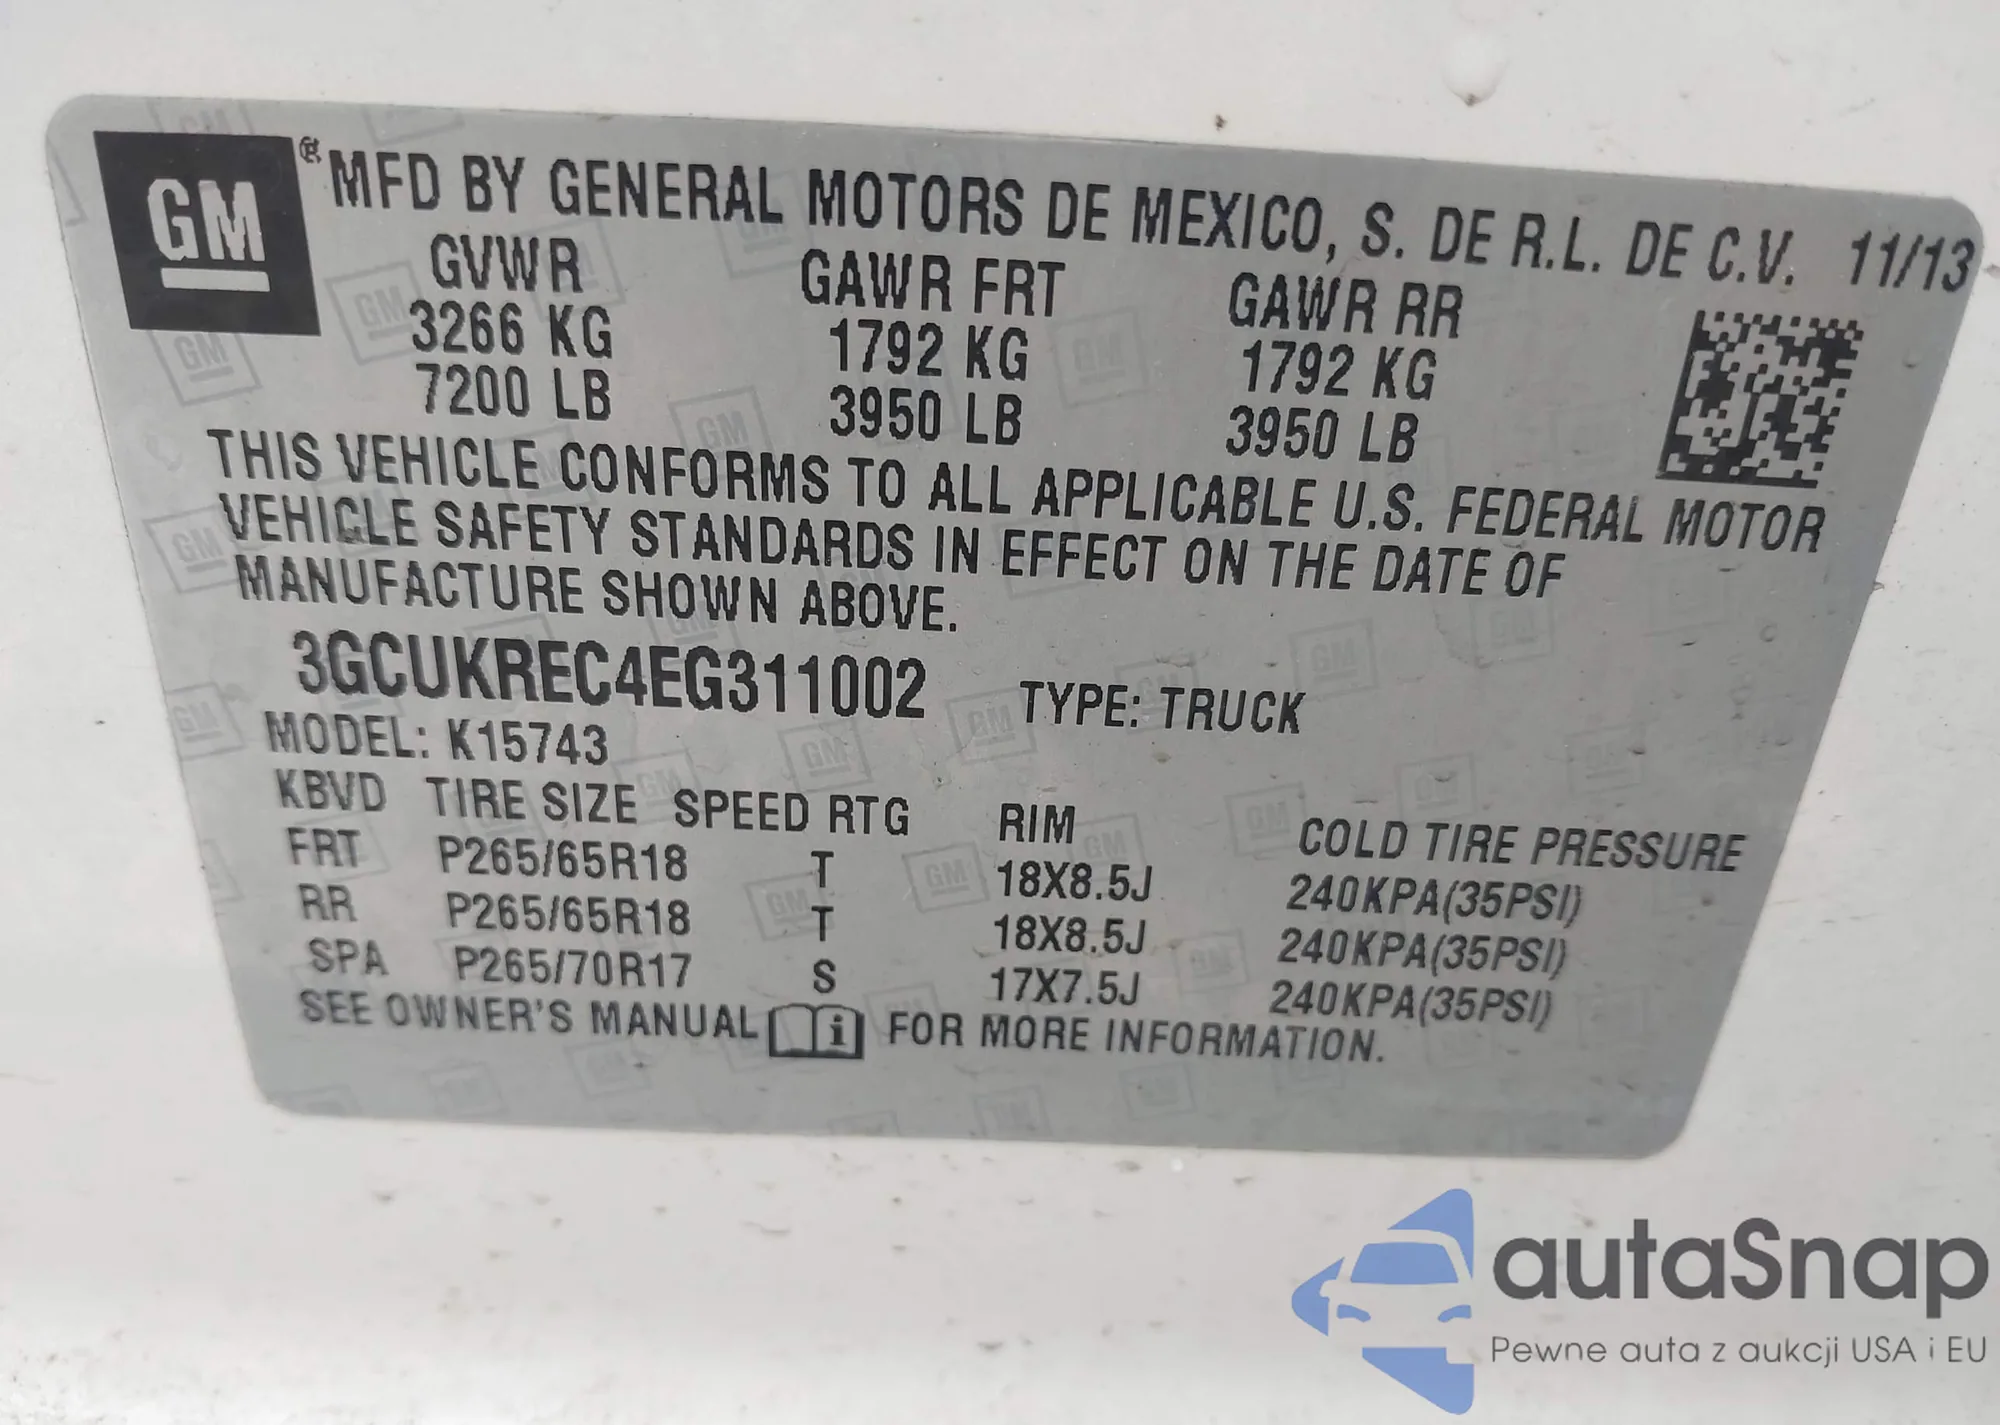 GM® MFD BY GENERAL MOTORS DE MEXICO, S. DE R.L. DE C.V. 11/13
GVWR GAWR FRT GAWR RR
3266 KG 1792 KG 1792 KG
7200 LB 3950 LB 3950 LB
THIS VEHICLE CONFORMS TO ALL APPLICABLE U.S. FEDERAL MOTOR
VEHICLE SAFETY STANDARDS IN EFFECT ON THE DATE OF
MANUFACTURE SHOWN ABOVE.
3GCUKREC4EG311002 TYPE: TRUCK
MODEL: K15743
KBVD TIRE SIZE SPEED RTG RIM COLD TIRE PRESSURE
FRT P265/65R18 T 18X8.5J 240KPA(35PSI)
RR P265/65R18 T 18X8.5J 240KPA(35PSI)
SPA P265/70R17 S 17X7.5J 240KPA(35PSI)
SEE OWNER'S MANUAL i FOR MORE INFORMATION.
autaSnap
Pewne auta z aukcji USA i EU